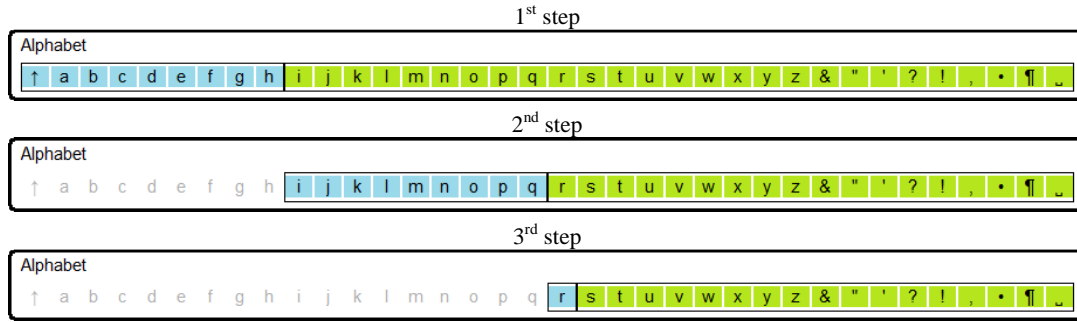 1st step
Alphabet
↑ a b c d e f g h i j k l m n o p q r s t u v w x y z & " ' ? ! , • ¶ ˽
2nd step
Alphabet
↑ a b c d e f g h i j k l m n o p q r s t u v w x y z & " ' ? ! , • ¶ ˽
3rd step
Alphabet
↑ a b c d e f g h i j k l m n o p q r s t u v w x y z & " ' ? ! , • ¶ ˽